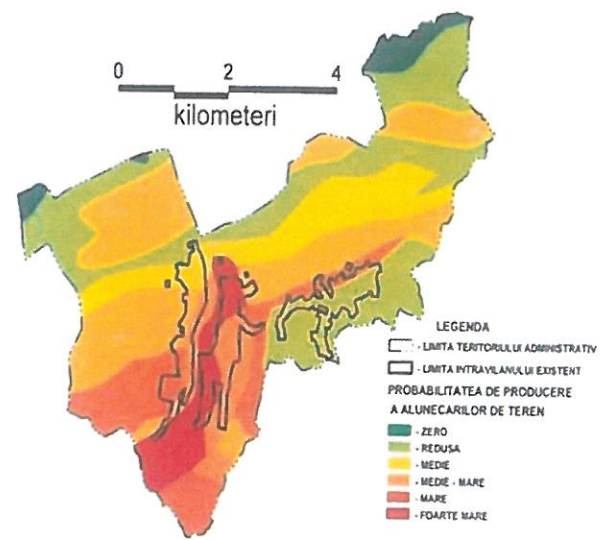 0 2 4
kilometeri
LEGENDA
- LIMITA TERITORIULUI ADMINISTRATIV
- LIMITA INTRAVILANULUI EXISTENT
PROBABILITATEA DE PRODUCERE
A ALUNECARILOR DE TEREN
- ZERO
- REDUSA
- MEDIE
- MEDIE - MARE
- MARE
- FOARTE MARE